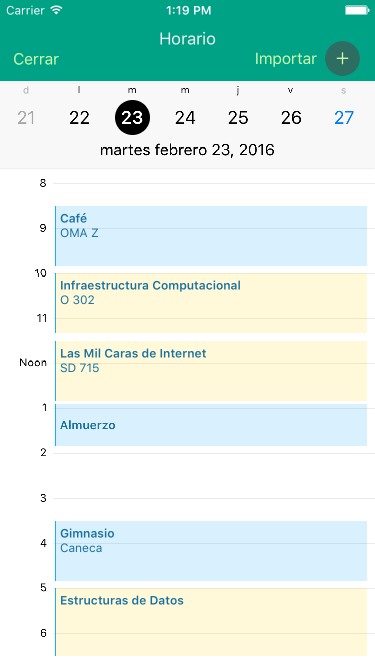 Carrier 1:19 PM
Horario
Cerrar Importar +
d l m m j v s
21 22 23 24 25 26 27
martes febrero 23, 2016
8
Café
9 OMA Z
10
Infraestructura Computacional
O 302
11
Las Mil Caras de Internet
Noon SD 715
1
Almuerzo
2
3
Gimnasio
4 Caneca
5
Estructuras de Datos
6